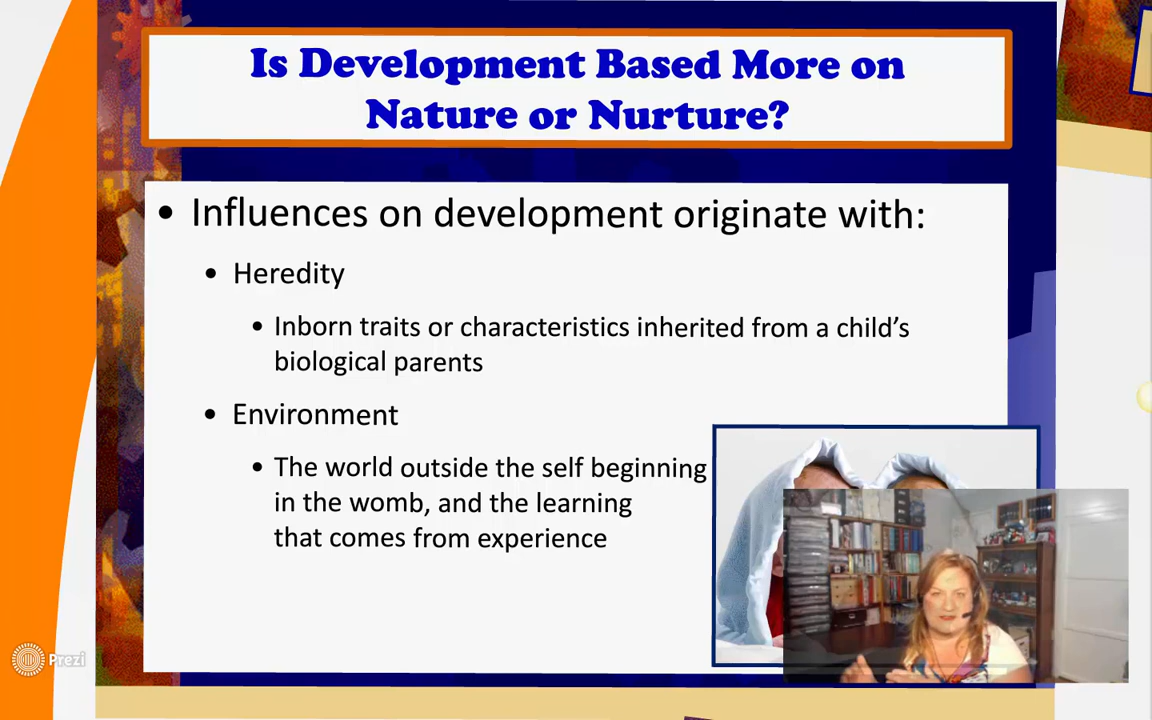 Is Development Based More on
Nature or Nurture?
• Influences on development originate with:
• Heredity
• Inborn traits or characteristics inherited from a child’s
biological parents
• Environment
• The world outside the self beginning
in the womb, and the learning
that comes from experience
Prezi